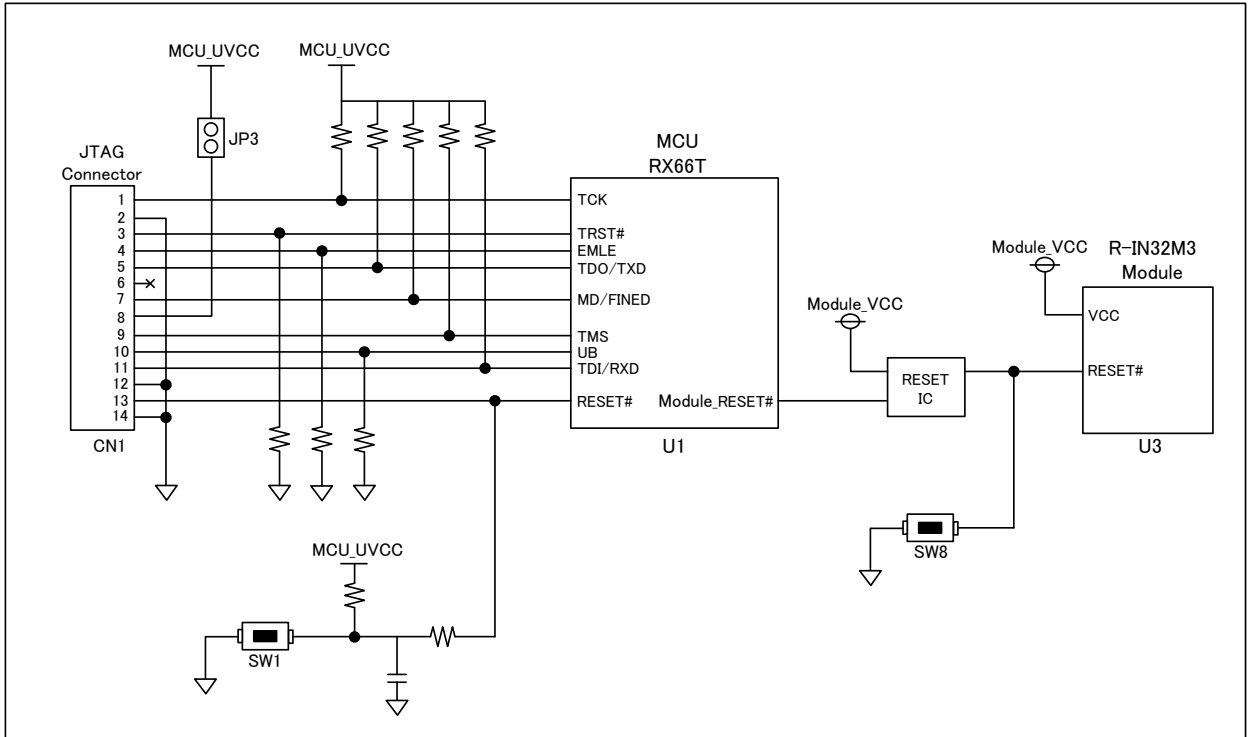 MCU_UVCC
MCU_UVCC
JP3
JTAG
Connector
MCU
RX66T
1
2
3
4
5
6
7
8
9
10
11
12
13
14
CN1
TCK
TRST#
EMLE
TDO/TXD
MD/FINED
TMS
UB
TDI/RXD
RESET#
Module_RESET#
U1
Module_VCC
RESET
IC
Module_VCC
R-IN32M3
Module
VCC
RESET#
U3
SW8
MCU_UVCC
SW1